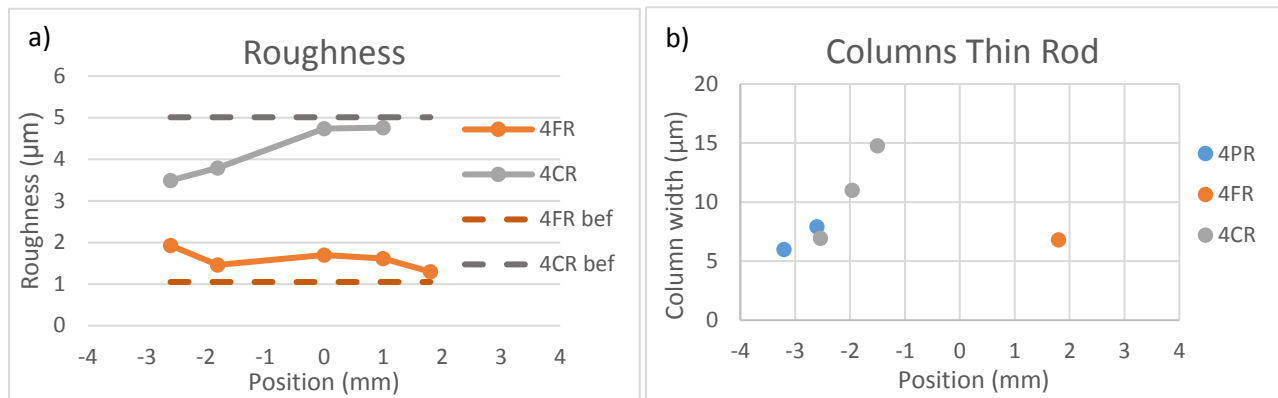 a)
Roughness
Roughness (µm)
6
5
4
3
2
1
0
-4 -3 -2 -1 0 1 2 3 4
Position (mm)
4FR
4CR
4FR bef
4CR bef
b)
Columns Thin Rod
Column width (µm)
20
15
10
5
0
-4 -3 -2 -1 0 1 2 3 4
Position (mm)
4PR
4FR
4CR